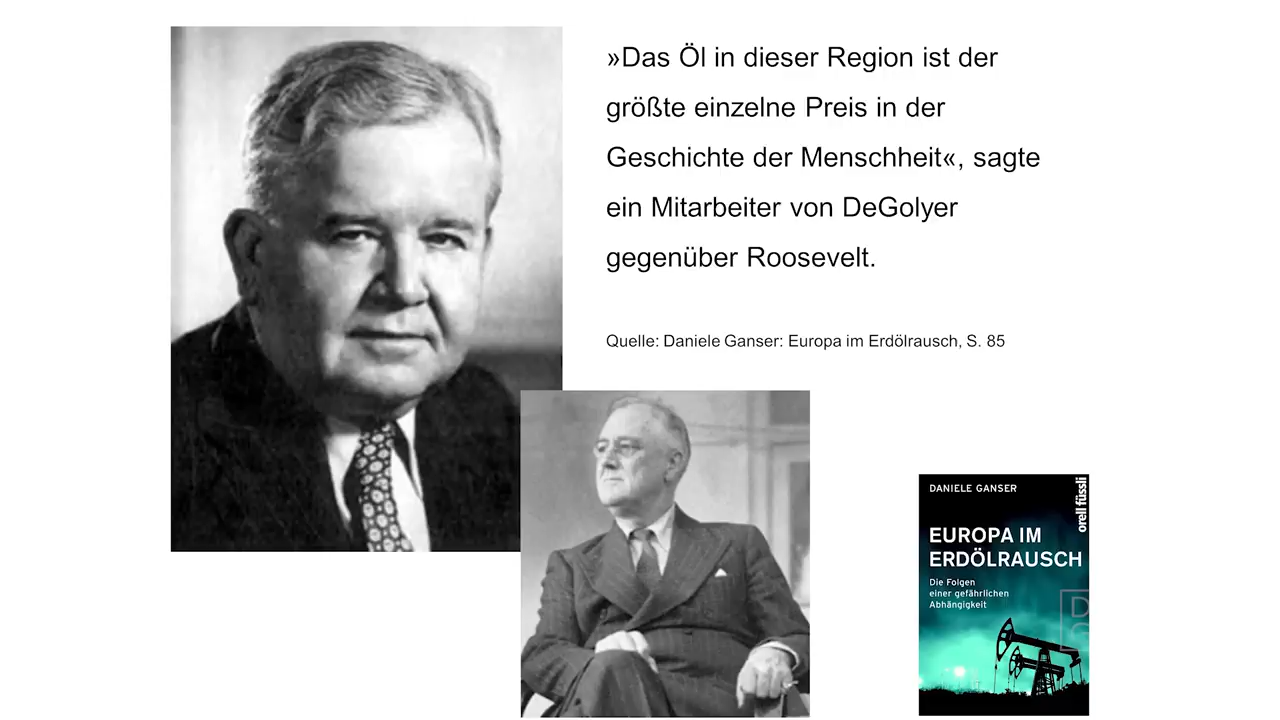 »Das Öl in dieser Region ist der
größte einzelne Preis in der
Geschichte der Menschheit«, sagte
ein Mitarbeiter von DeGolyer
gegenüber Roosevelt.
Quelle: Daniele Ganser: Europa im Erdölrausch, S. 85
DANIELE GANSER
orell füssli
EUROPA IM
ERDÖLRAUSCH
Die Folgen
einer gefährlichen
Abhängigkeit